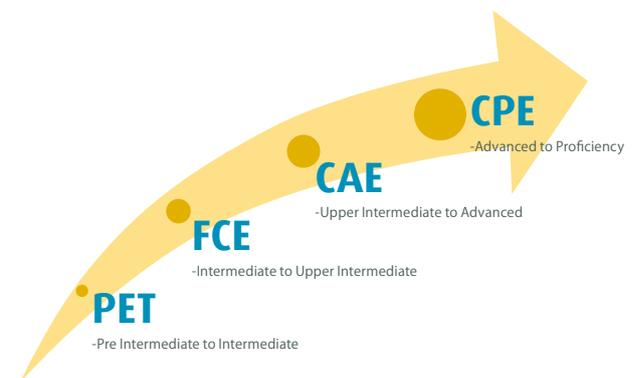 CPE
-Advanced to Proficiency
CAE
-Upper Intermediate to Advanced
FCE
-Intermediate to Upper Intermediate
PET
-Pre Intermediate to Intermediate